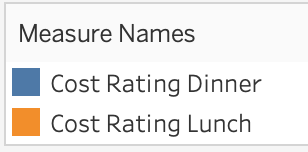 Measure Names
Cost Rating Dinner
Cost Rating Lunch